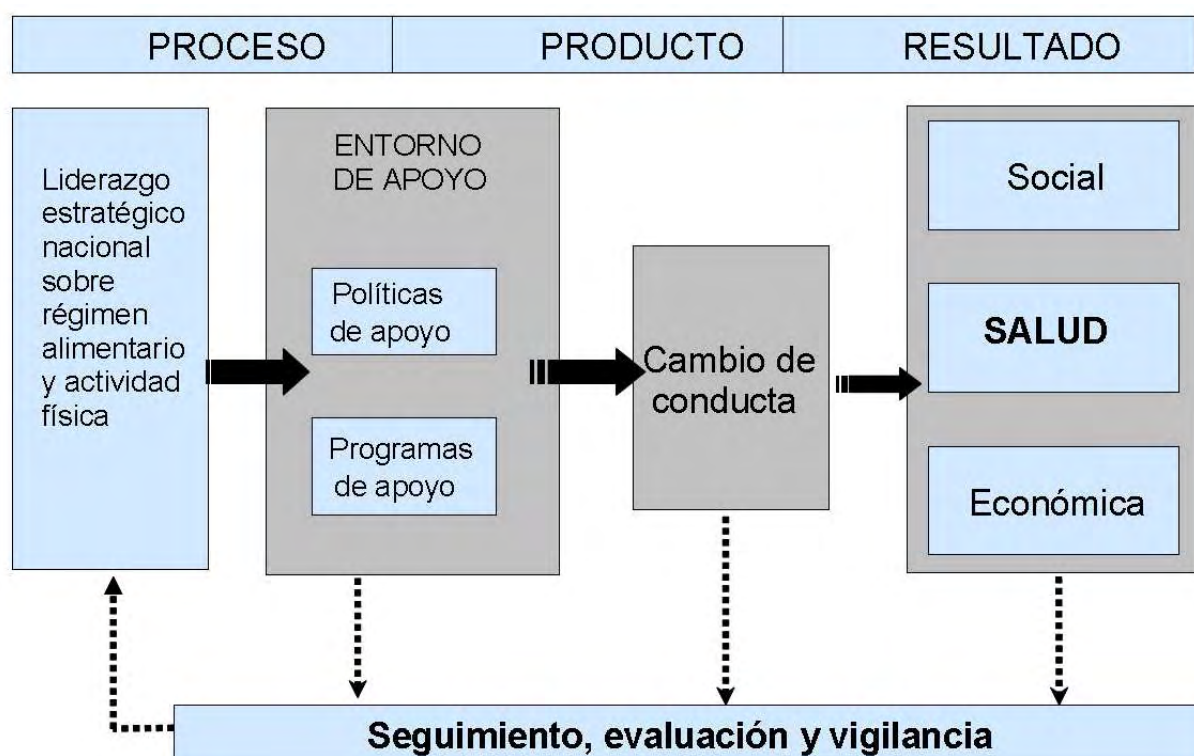 PROCESO
PRODUCTO
RESULTADO
Liderazgo
estratégico
nacional
sobre
régimen
alimentario
y actividad
física
ENTORNO
DE APOYO
Políticas
de apoyo
Programas
de apoyo
Cambio de
conducta
Social
SALUD
Económica
Seguimiento, evaluación y vigilancia